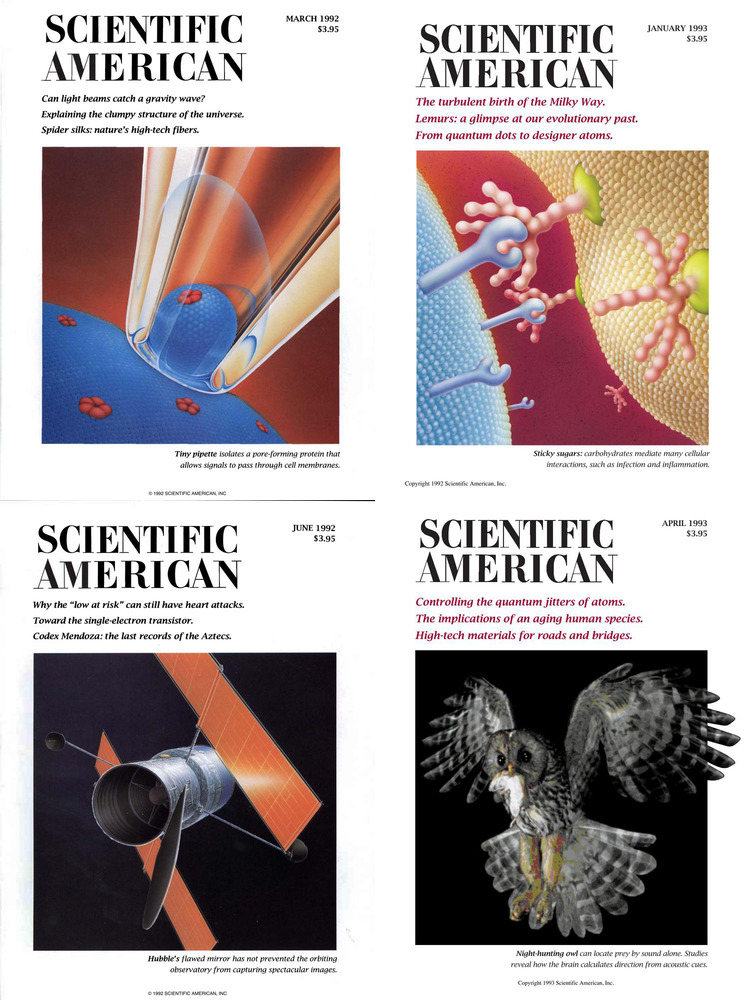 SCIENTIFIC
AMERICAN
MARCH 1992
$3.95
Can light beams catch a gravity wave?
Explaining the clumpy structure of the universe.
Spider silks: nature's high-tech fibers.
Tiny pipette isolates a pore-forming protein that
allows signals to pass through cell membranes.
© 1992 SCIENTIFIC AMERICAN, INC
SCIENTIFIC
AMERICAN
JANUARY 1993
$3.95
The turbulent birth of the Milky Way.
Lemurs: a glimpse at our evolutionary past.
From quantum dots to designer atoms.
Sticky sugars: carbohydrates mediate many cellular
interactions, such as infection and inflammation.
Copyright 1992 Scientific American, Inc.
SCIENTIFIC
AMERICAN
JUNE 1992
$3.95
Why the "low at risk" can still have heart attacks.
Toward the single-electron transistor.
Codex Mendoza: the last records of the Aztecs.
Hubble's flawed mirror has not prevented the orbiting
observatory from capturing spectacular images.
© 1992 SCIENTIFIC AMERICAN, INC
SCIENTIFIC
AMERICAN
APRIL 1993
$3.95
Controlling the quantum jitters of atoms.
The implications of an aging human species.
High-tech materials for roads and bridges.
Night-hunting owl can locate prey by sound alone. Studies
reveal how the brain calculates direction from acoustic cues.
Copyright 1993 Scientific American, Inc.